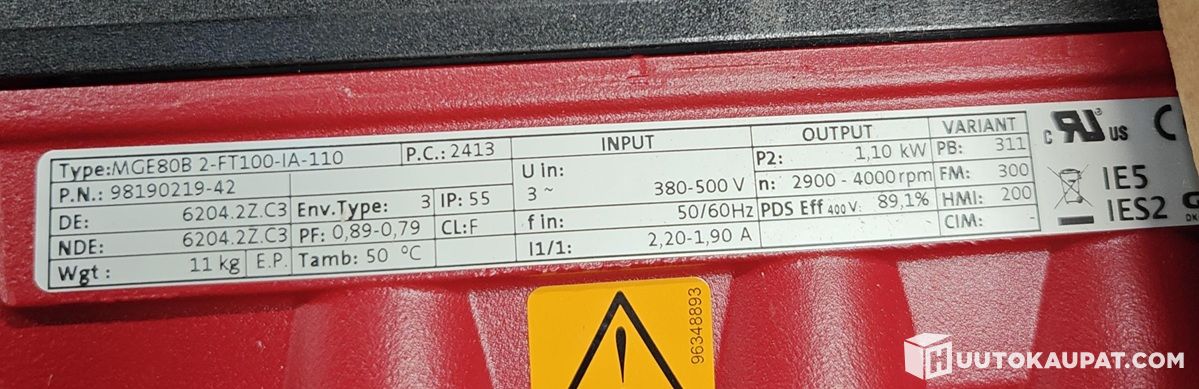 Type:MGE80B 2-FT100-IA-110
P.C.: 2413
P.N.: 98190219-42
DE: 6204.2Z.C3
NDE: 6204.2Z.C3
Wgt : 11 kg
E.P.
Env.Type: 3
IP: 55
PF: 0,89-0,79
CL:F
Tamb: 50 °C
INPUT
U in:
3 ~ 380-500 V
f in: 50/60Hz
I1/1: 2,20-1,90 A
OUTPUT
P2: 1,10 kW
n: 2900 - 4000rpm
PDS Eff 400 V: 89,1%
VARIANT
PB: 311
FM: 300
HMI: 200
CIM:
c RU US
IE5
IES2
96348893
HUUTOKAUPAT.COM